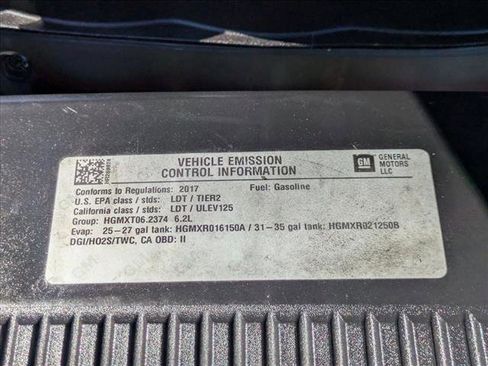 VEHICLE EMISSION
CONTROL INFORMATION
GM
GENERAL
MOTORS
LLC
Conforms to Regulations: 2017 Fuel: Gasoline
U.S. EPA class / stds: LDT / TIER2
California class / stds: LDT / ULEV125
Group: HGMXT06.2374 6.2L
Evap: 25-27 gal tank: HGMXR016150A / 31-35 gal tank: HGMXR021250B
DGI/HO2S/TWC, CA OBD: II